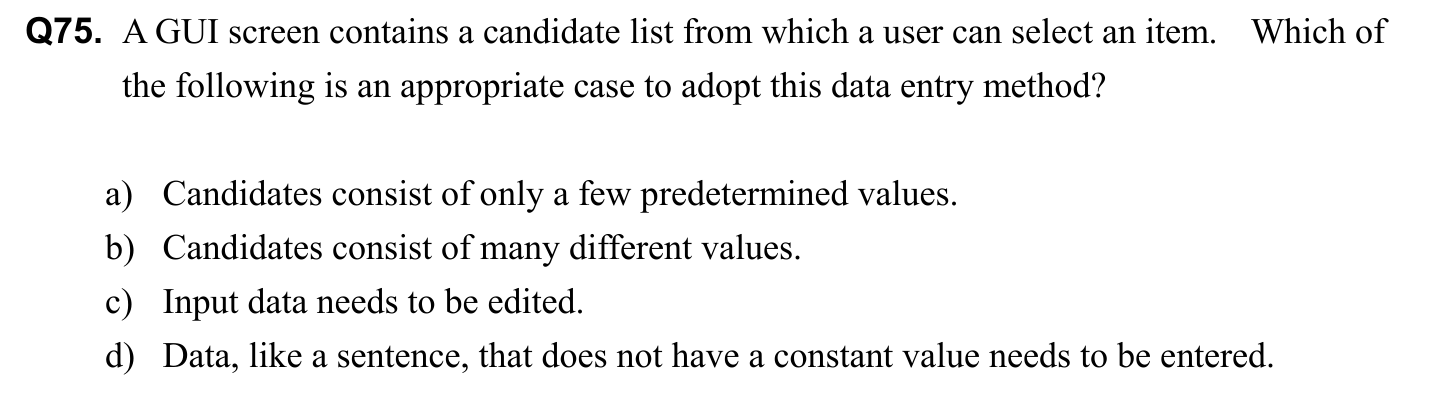 Q75. A GUI screen contains a candidate list from which a user can select an item. Which of
the following is an appropriate case to adopt this data entry method?
a) Candidates consist of only a few predetermined values.
b) Candidates consist of many different values.
c) Input data needs to be edited.
d) Data, like a sentence, that does not have a constant value needs to be entered.